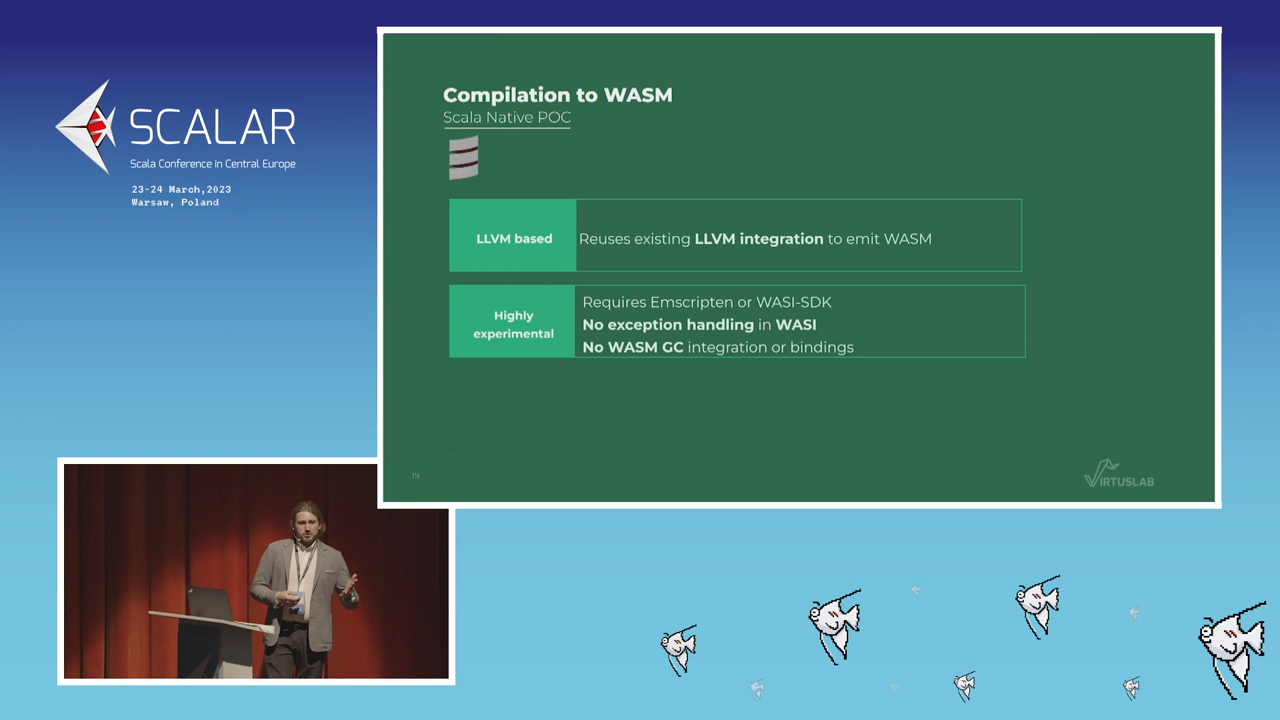 SCALAR
Scala Conference in Central Europe
23-24 March,2023
Warsaw, Poland
Compilation to WASM
Scala Native POC
LLVM based
Reuses existing LLVM integration to emit WASM
Highly
experimental
Requires Emscripten or WASI-SDK
No exception handling in WASI
No WASM GC integration or bindings
19
VIRTUSLAB